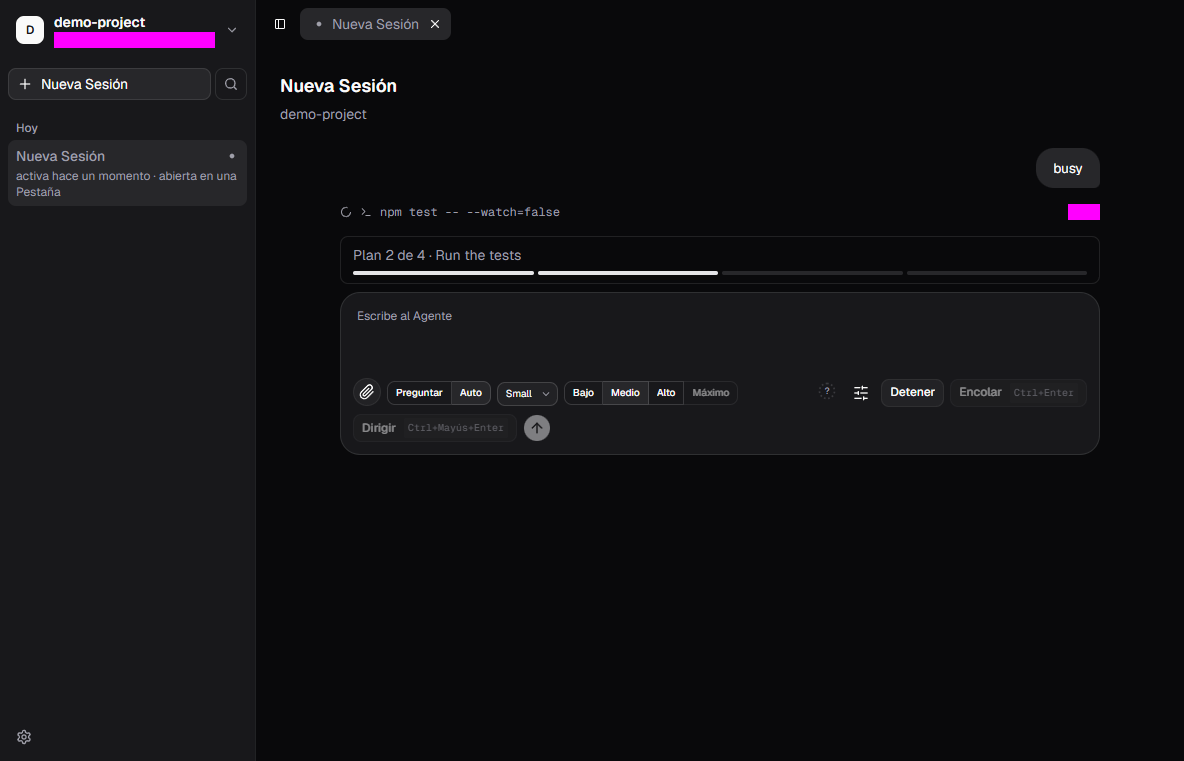 D
demo-project
Nueva Sesión
Nueva Sesión
Hoy
Nueva Sesión
activa hace un momento · abierta en una
Pestaña
Nueva Sesión
demo-project
busy
npm test -- --watch=false
Plan 2 de 4 · Run the tests
Escribe al Agente
Preguntar Auto Small Bajo Medio Alto Máximo ? Detener Encolar Ctrl+Enter
Dirigir Ctrl+Mayús+Enter